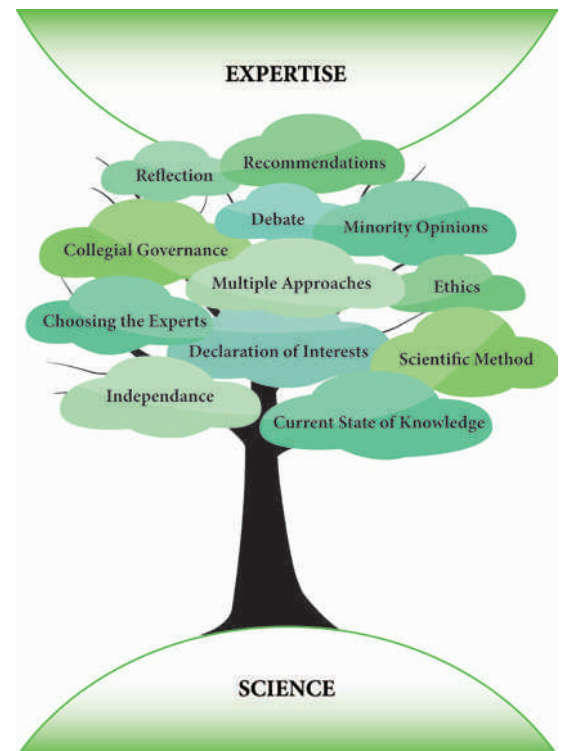 EXPERTISE
Recommendations
Reflection
Debate
Minority Opinions
Collegial Governance
Multiple Approaches
Ethics
Choosing the Experts
Declaration of Interests
Scientific Method
Independance
Current State of Knowledge
SCIENCE